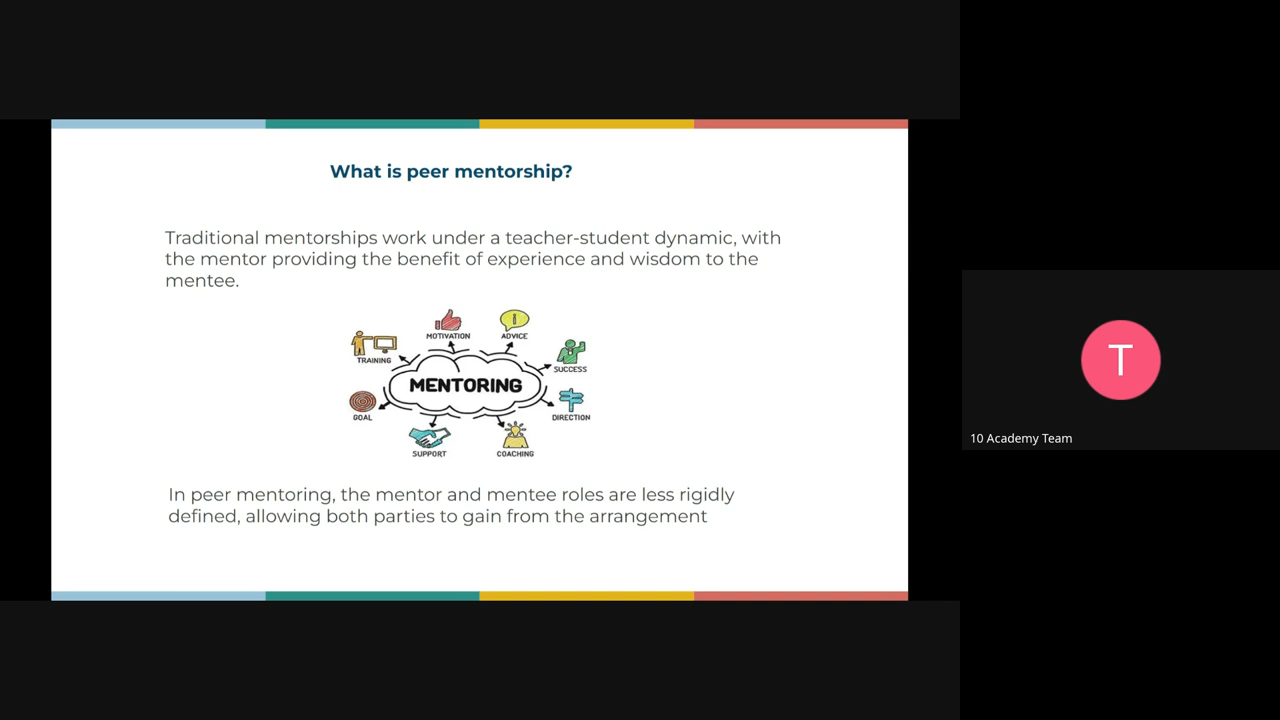 What is peer mentorship?
Traditional mentorships work under a teacher-student dynamic, with
the mentor providing the benefit of experience and wisdom to the
mentee.
MOTIVATION
ADVICE
TRAINING
SUCCESS
MENTORING
GOAL
DIRECTION
SUPPORT
COACHING
In peer mentoring, the mentor and mentee roles are less rigidly
defined, allowing both parties to gain from the arrangement
T
10 Academy Team